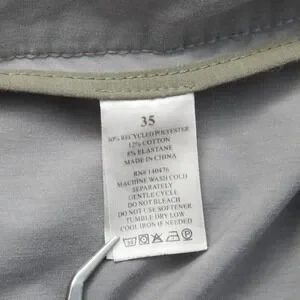 35
80% RECYCLED POLYESTER
12% COTTON
8% ELASTANE
MADE IN CHINA
RN# 140476
MACHINE WASH COLD
SEPARATELY
GENTLE CYCLE
DO NOT BLEACH
DO NOT USE SOFTENER
TUMBLE DRY LOW
COOL IRON IF NEEDED